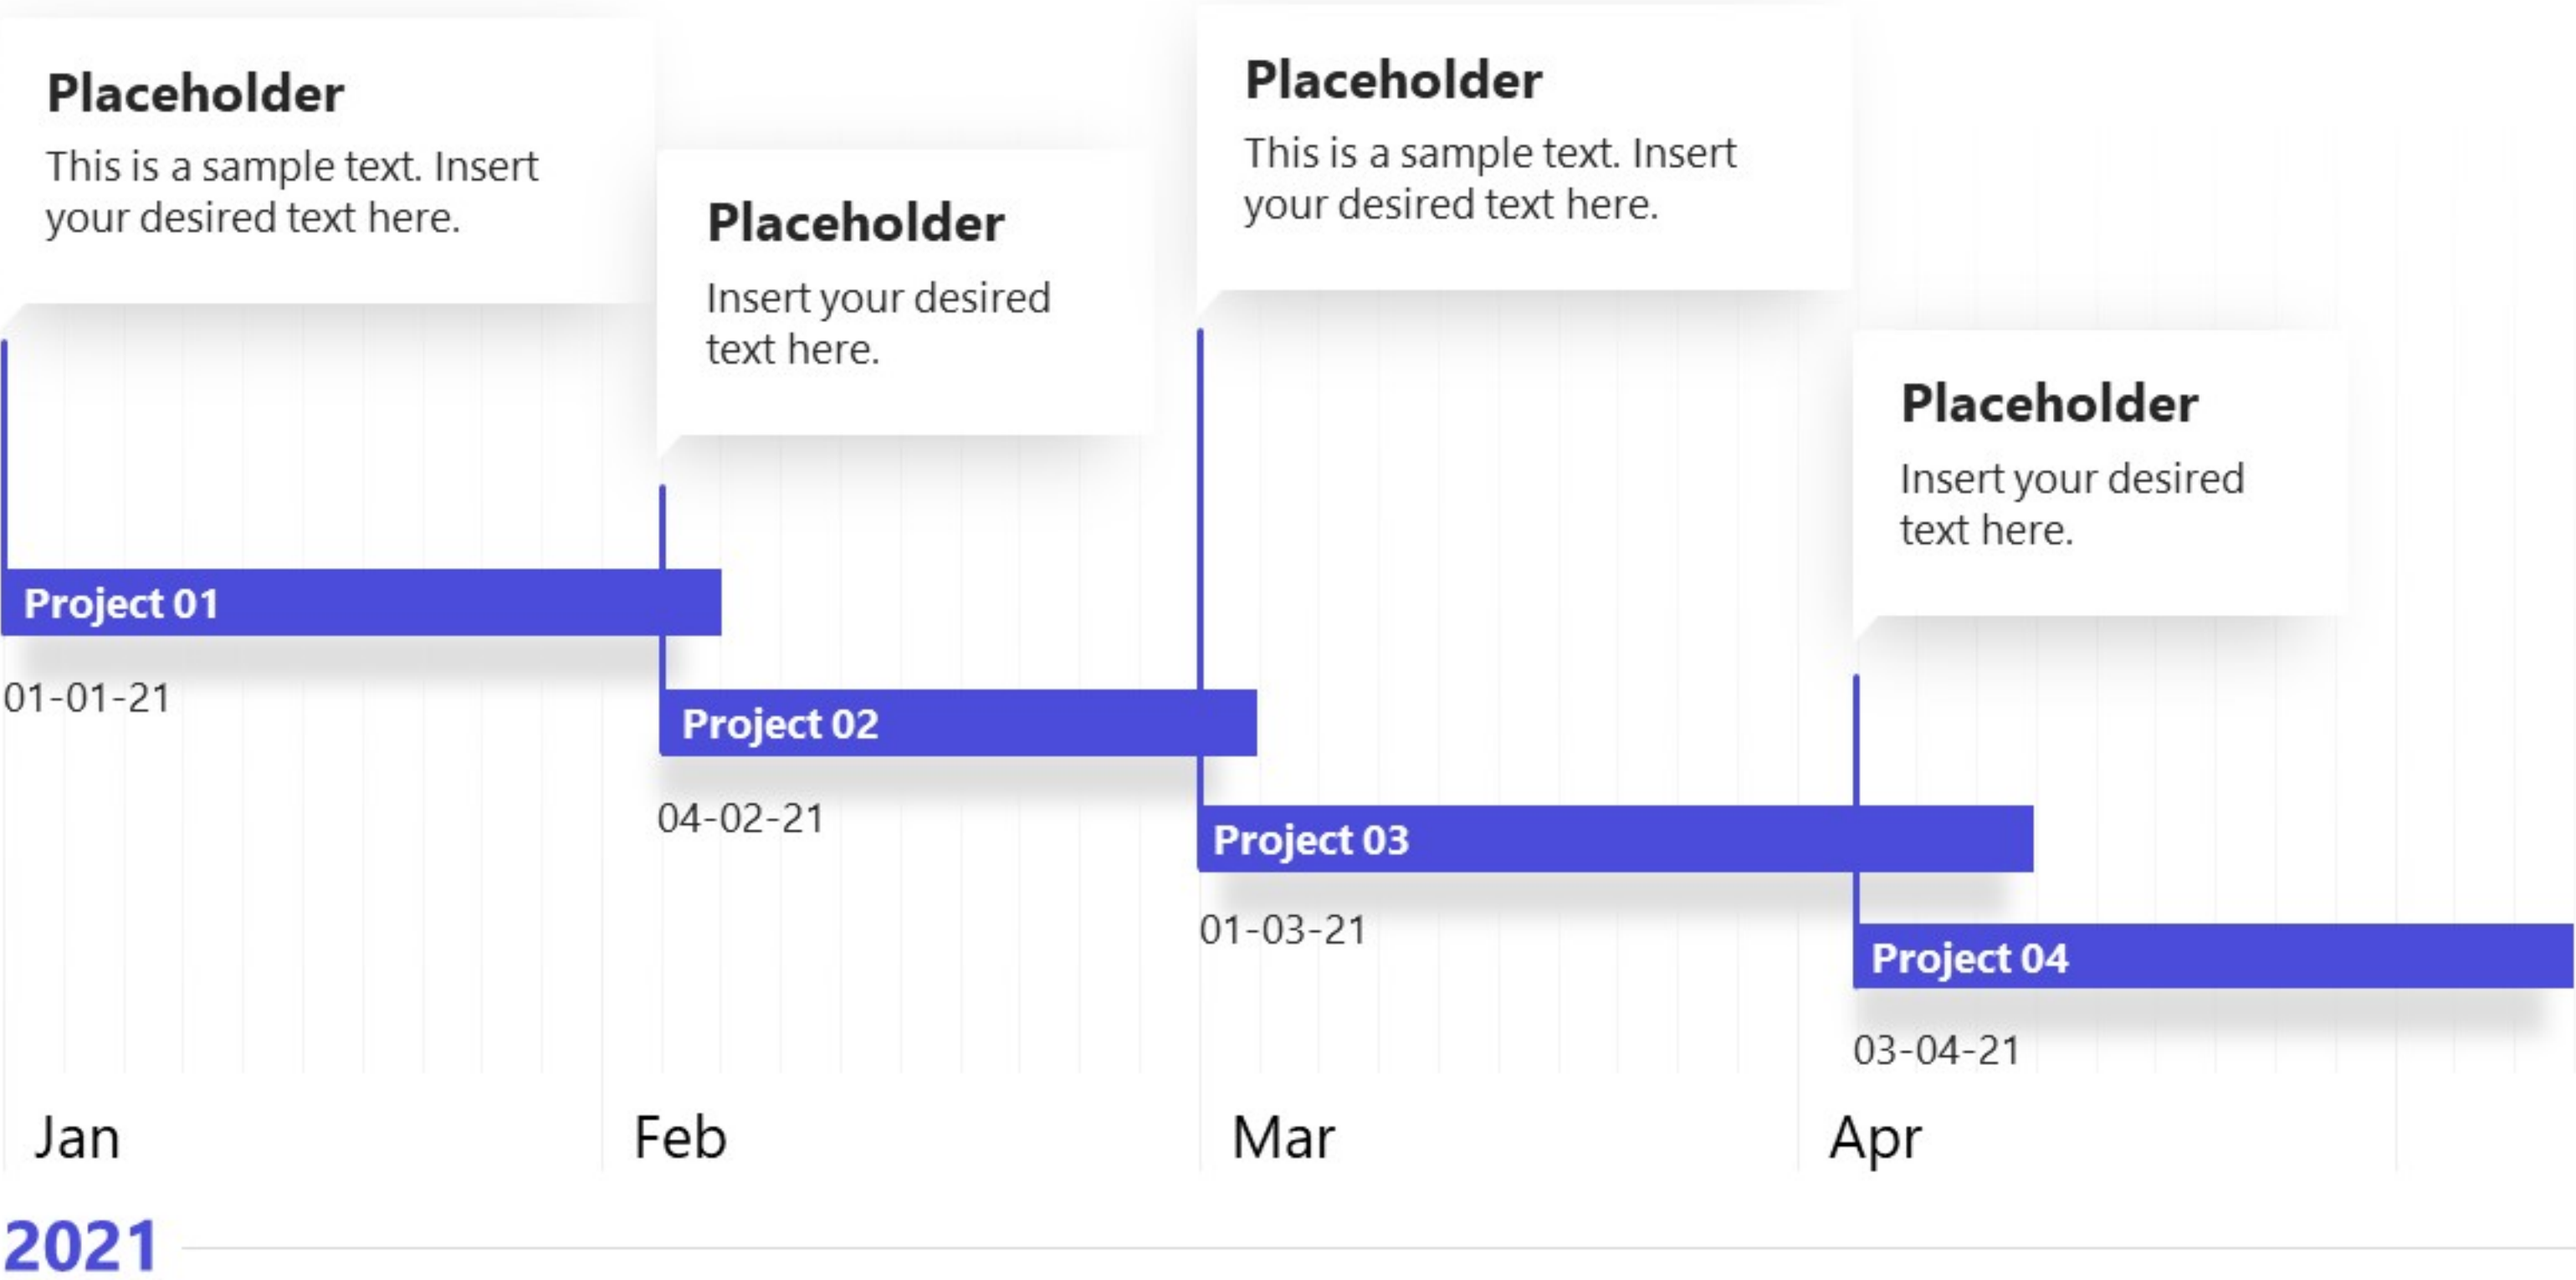 Placeholder
This is a sample text. Insert
your desired text here.
Placeholder
Insert your desired
text here.
Placeholder
This is a sample text. Insert
your desired text here.
Placeholder
Insert your desired
text here.
Project 01
01-01-21
Project 02
04-02-21
Project 03
01-03-21
Project 04
03-04-21
Jan
Feb
Mar
Apr
2021